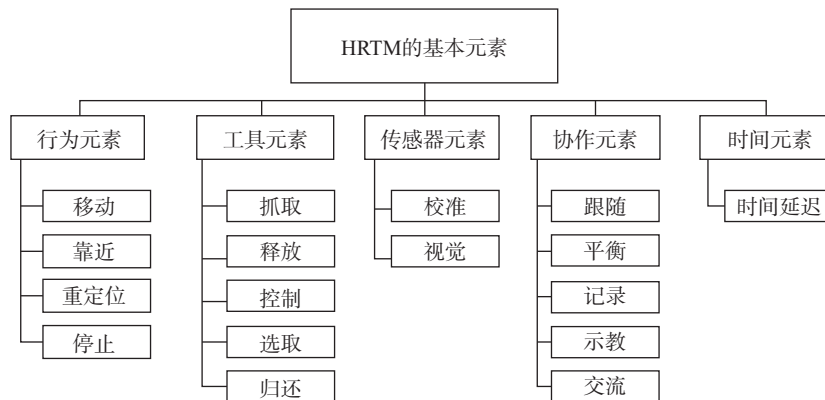 HRTM的基本元素
行为元素
工具元素
传感器元素
协作元素
时间元素
移动
靠近
重定位
停止
抓取
释放
控制
选取
归还
校准
视觉
跟随
平衡
记录
示教
交流
时间延迟